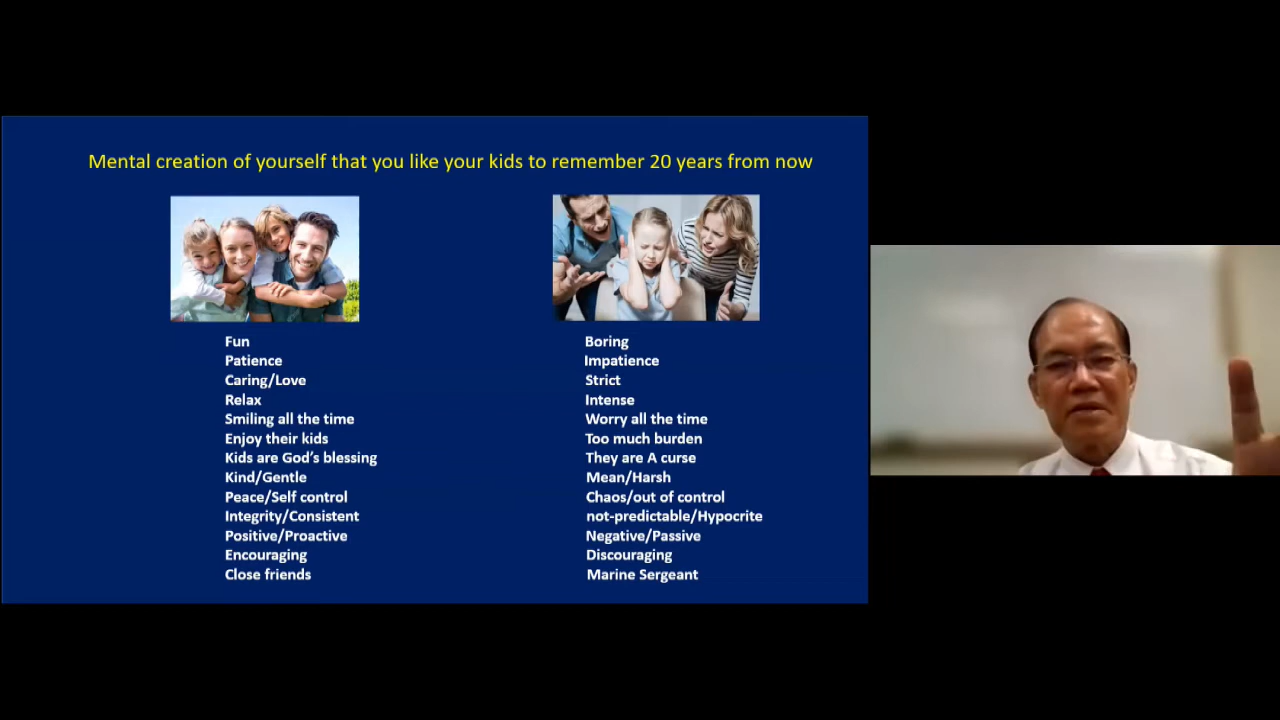 Mental creation of yourself that you like your kids to remember 20 years from now
Fun
Patience
Caring/Love
Relax
Smiling all the time
Enjoy their kids
Kids are God's blessing
Kind/Gentle
Peace/Self control
Integrity/Consistent
Positive/Proactive
Encouraging
Close friends
Boring
Impatience
Strict
Intense
Worry all the time
Too much burden
They are A curse
Mean/Harsh
Chaos/out of control
not-predictable/Hypocrite
Negative/Passive
Discouraging
Marine Sergeant